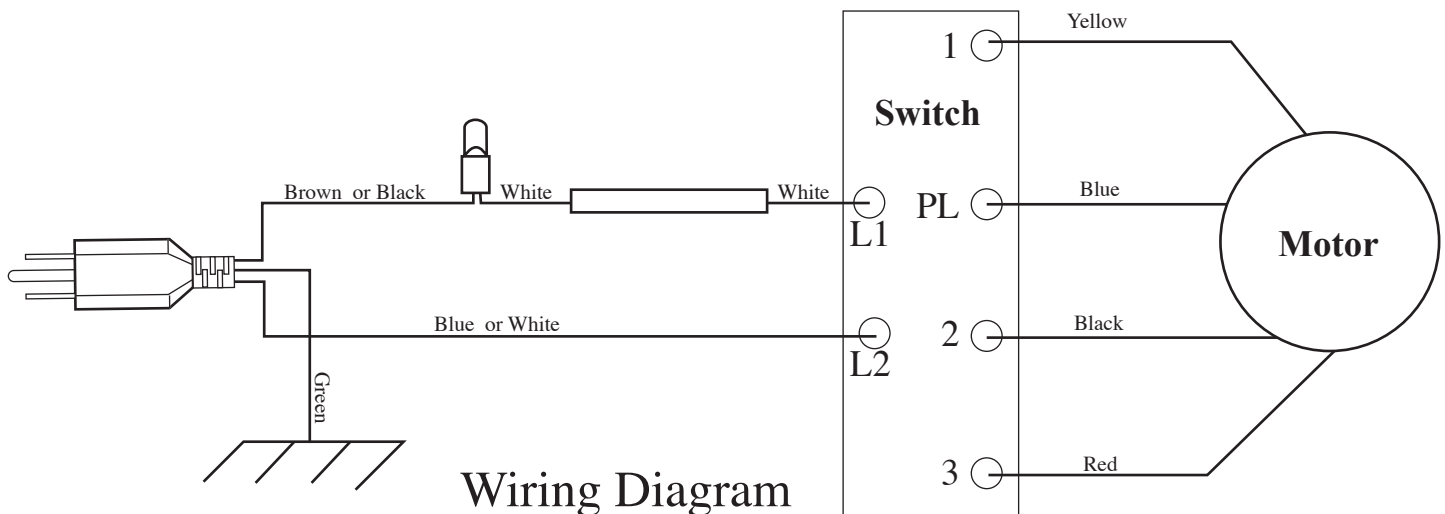 Yellow
1
Switch
Brown or Black
White
White
L1
PL
Blue
Motor
Blue or White
L2
2
Black
Green
3
Red
Wiring Diagram